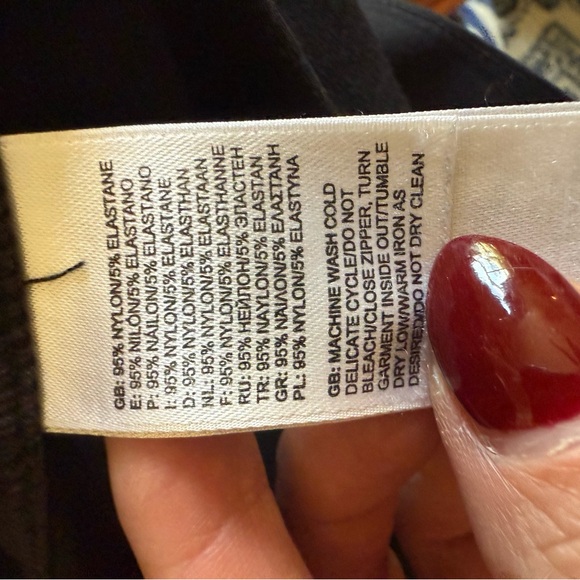 GB: 95% NYLON/5% ELASTANE
E: 95% NILÓN/5% ELASTANO
P: 95% NAILON/5% ELASTANO
I: 95% NYLON/5% ELASTANE
D: 95% NYLON/5% ELASTHAN
NL: 95% NYLON/5% ELASTAAN
F: 95% NYLON/5% ELASTHANNE
RU: 95% НЕЙЛОН/5% ЭЛАСТЕН
TR: 95% NAYLON/5% ELASTAN
GR: 95% ΝΑΙΛΟΝ/5% ΕΛΑΣΤΑΝΗ
PL: 95% NYLON/5% ELASTYNA
GB: MACHINE WASH COLD
DELICATE CYCLE/DO NOT
BLEACH/CLOSE ZIPPER, TURN
GARMENT INSIDE OUT/TUMBLE
DRY LOW/WARM IRON AS
DESIRED/DO NOT DRY CLEAN